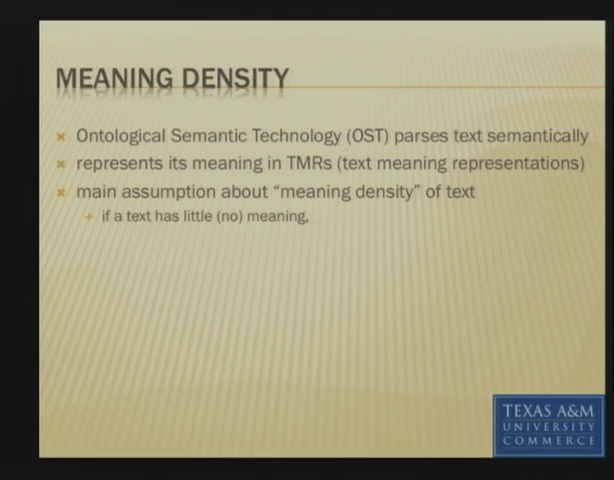 MEANING DENSITY
Ontological Semantic Technology (OST) parses text semantically
represents its meaning in TMRs (text meaning representations)
main assumption about “meaning density” of text
if a text has little (no) meaning,
TEXAS A&M
UNIVERSITY
COMMERCE